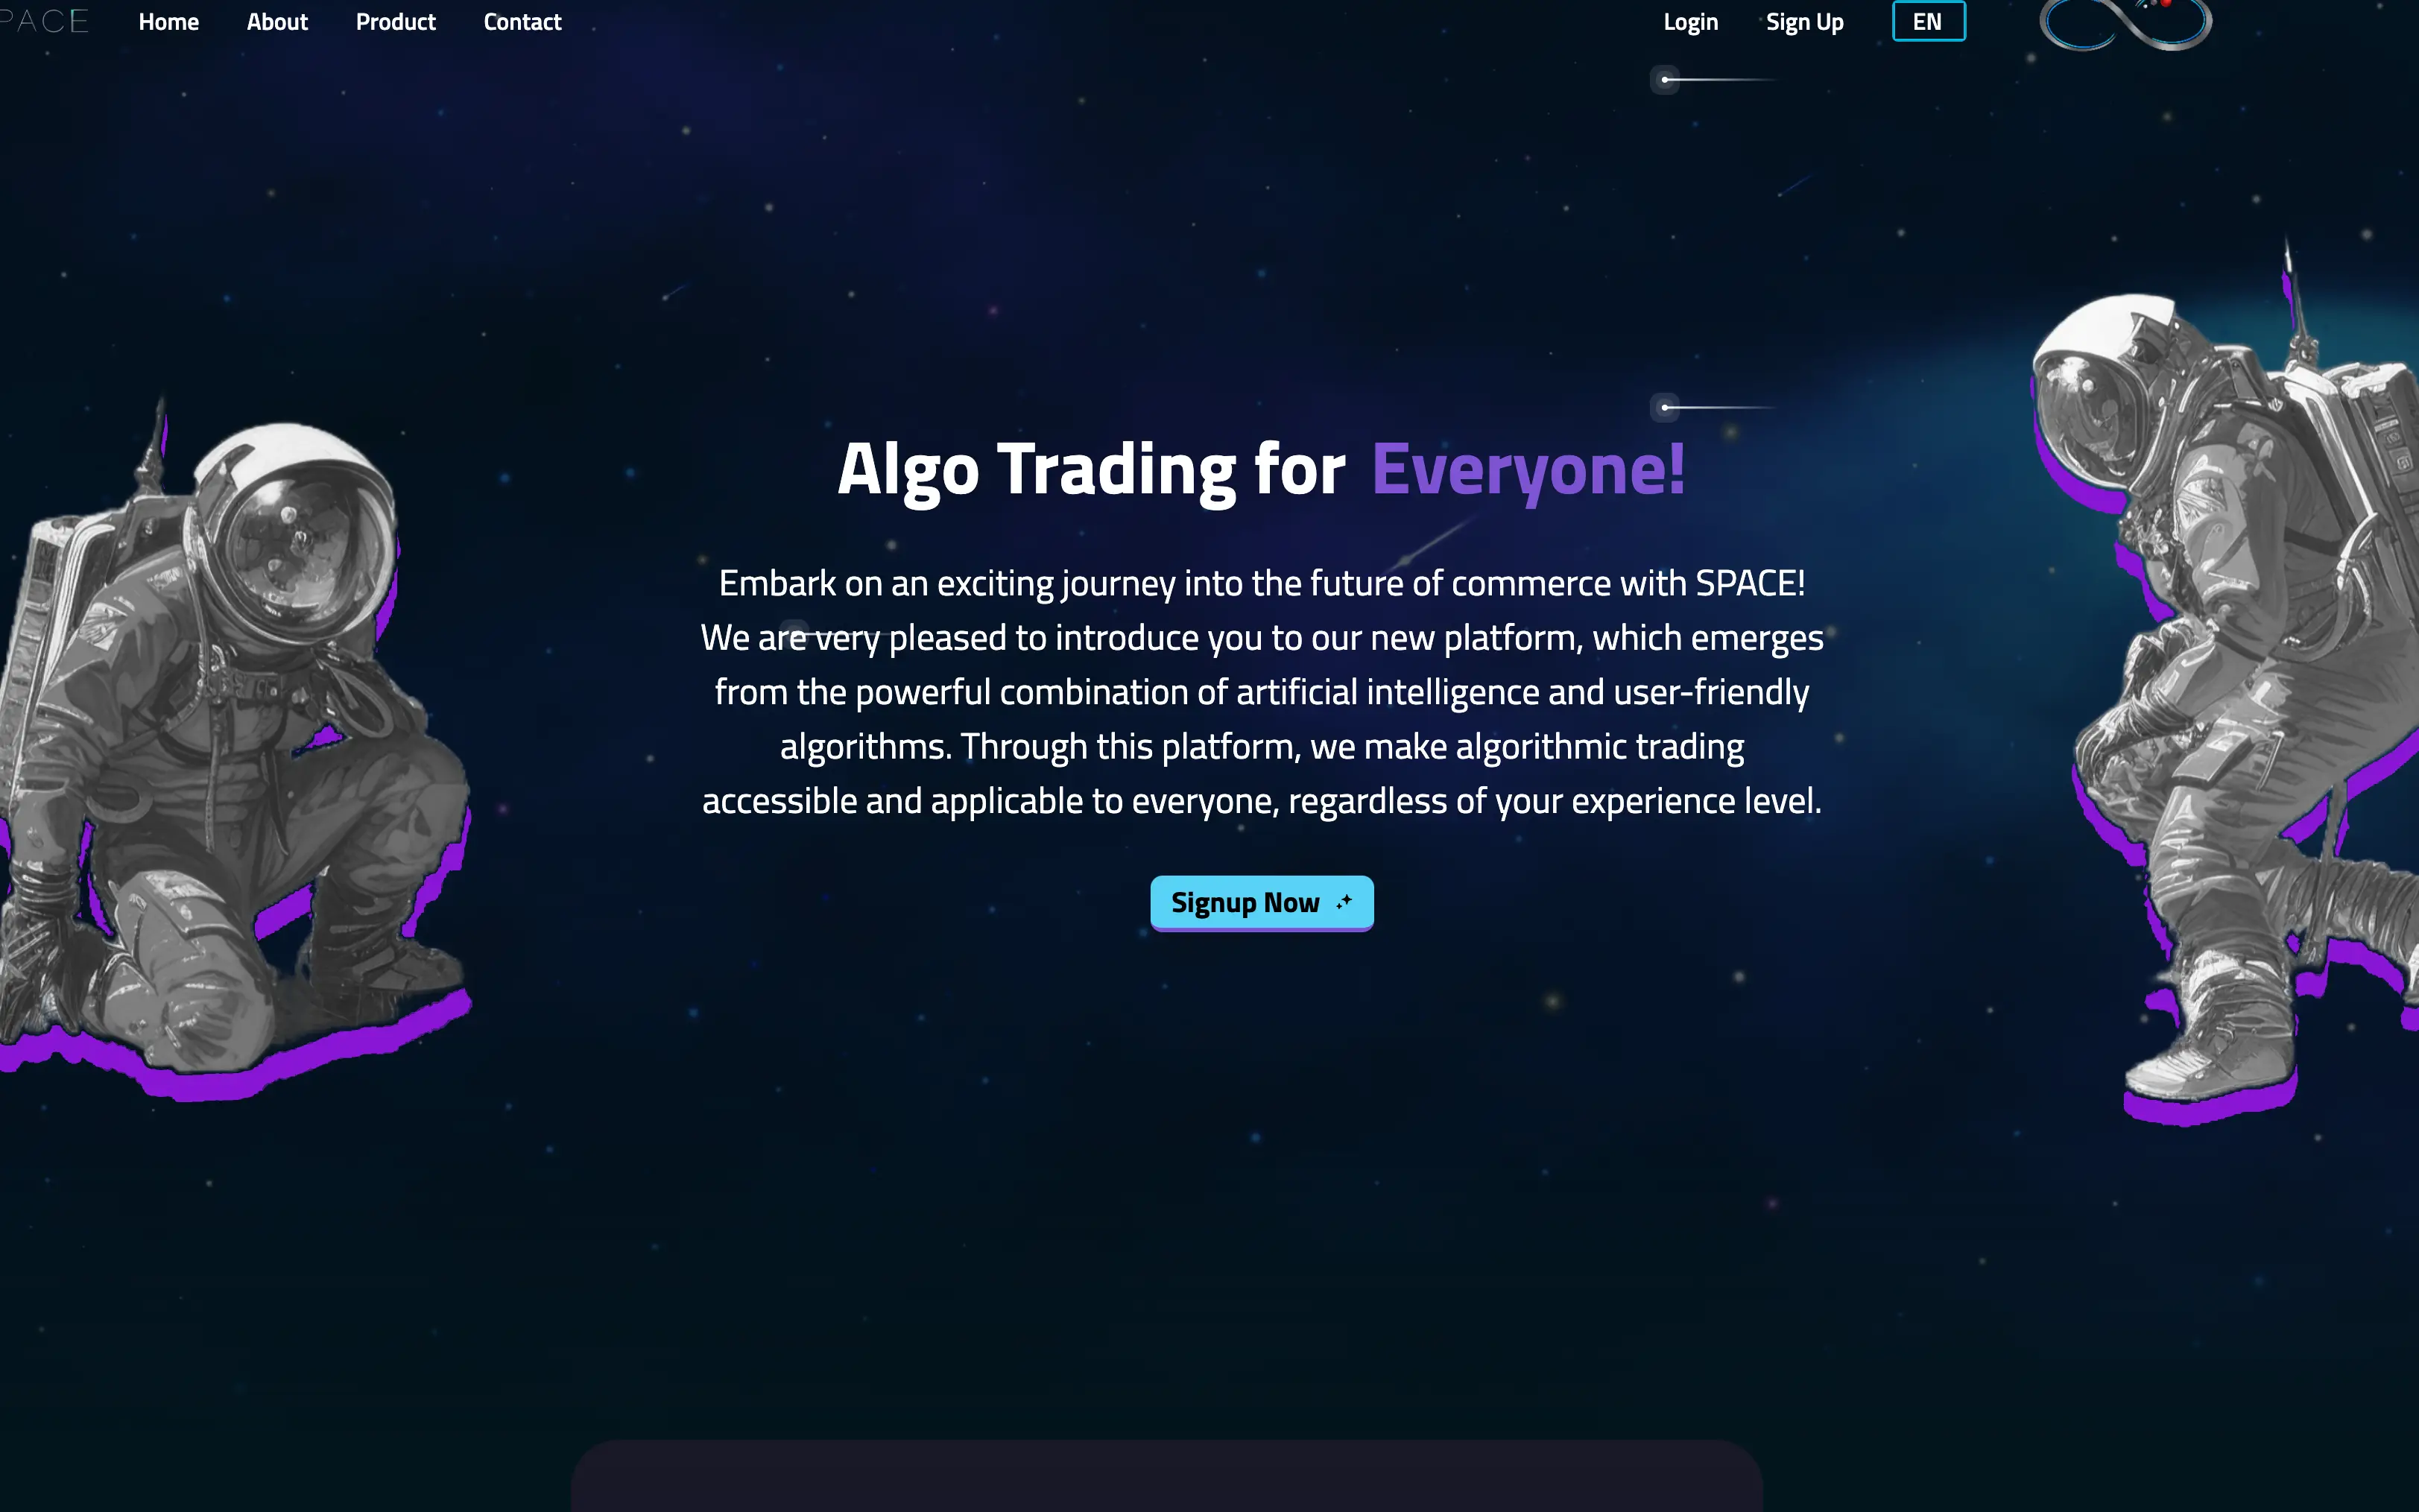 PACE
Home
About
Product
Contact
Login
Sign Up
EN
Algo Trading for Everyone!
Embark on an exciting journey into the future of commerce with SPACE!
We are very pleased to introduce you to our new platform, which emerges
from the powerful combination of artificial intelligence and user-friendly
algorithms. Through this platform, we make algorithmic trading
accessible and applicable to everyone, regardless of your experience level.
Signup Now